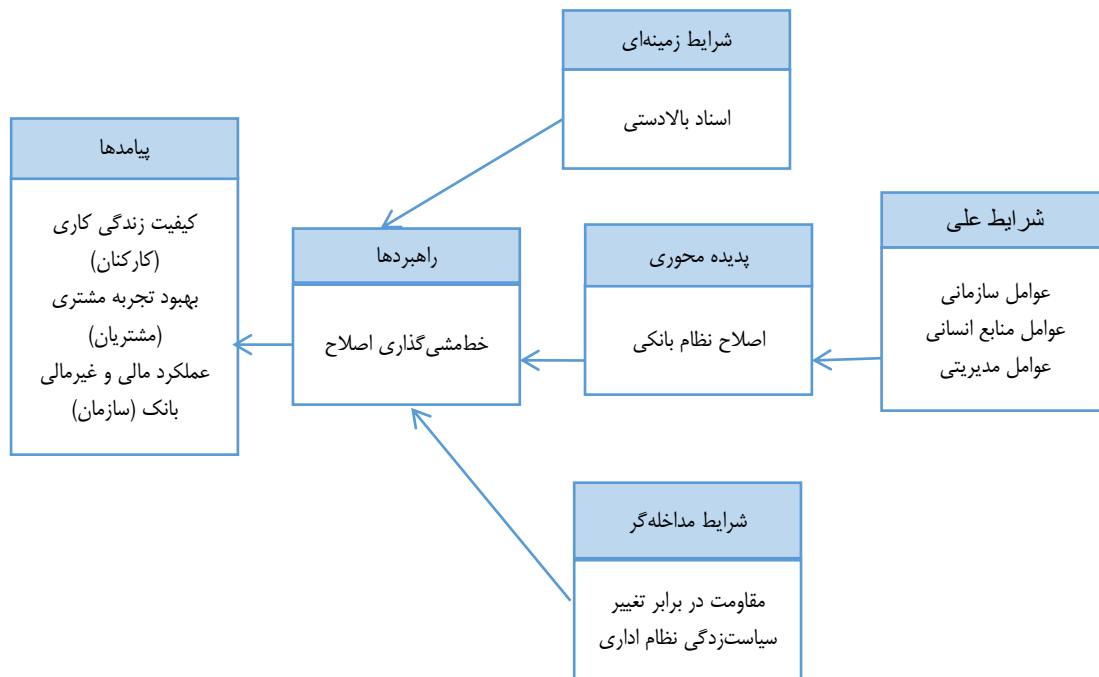 شرایط زمینه‌ای
اسناد بالادستی
شرایط علی
عوامل سازمانی
عوامل منابع انسانی
عوامل مدیریتی
پدیده محوری
اصلاح نظام بانکی
راهبردها
خط‌مشی‌گذاری اصلاح
پیامدها
کیفیت زندگی کاری
(کارکنان)
بهبود تجربه مشتری
(مشتریان)
عملکرد مالی و غیرمالی
بانک (سازمان)
شرایط مداخله‌گر
مقاومت در برابر تغییر
سیاست‌زدگی نظام اداری